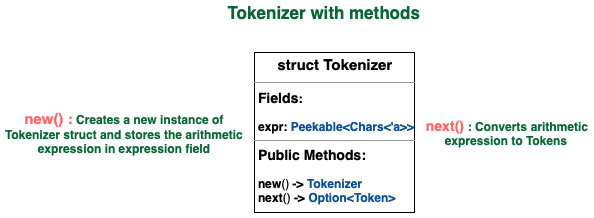 Tokenizer with methods
struct Tokenizer
Fields:
expr: Peekable<Chars<'a>>
Public Methods:
new() -> Tokenizer
next() -> Option<Token>
new() : Creates a new instance of
Tokenizer struct and stores the arithmetic
expression in expression field
next() : Converts arithmetic
expression to Tokens